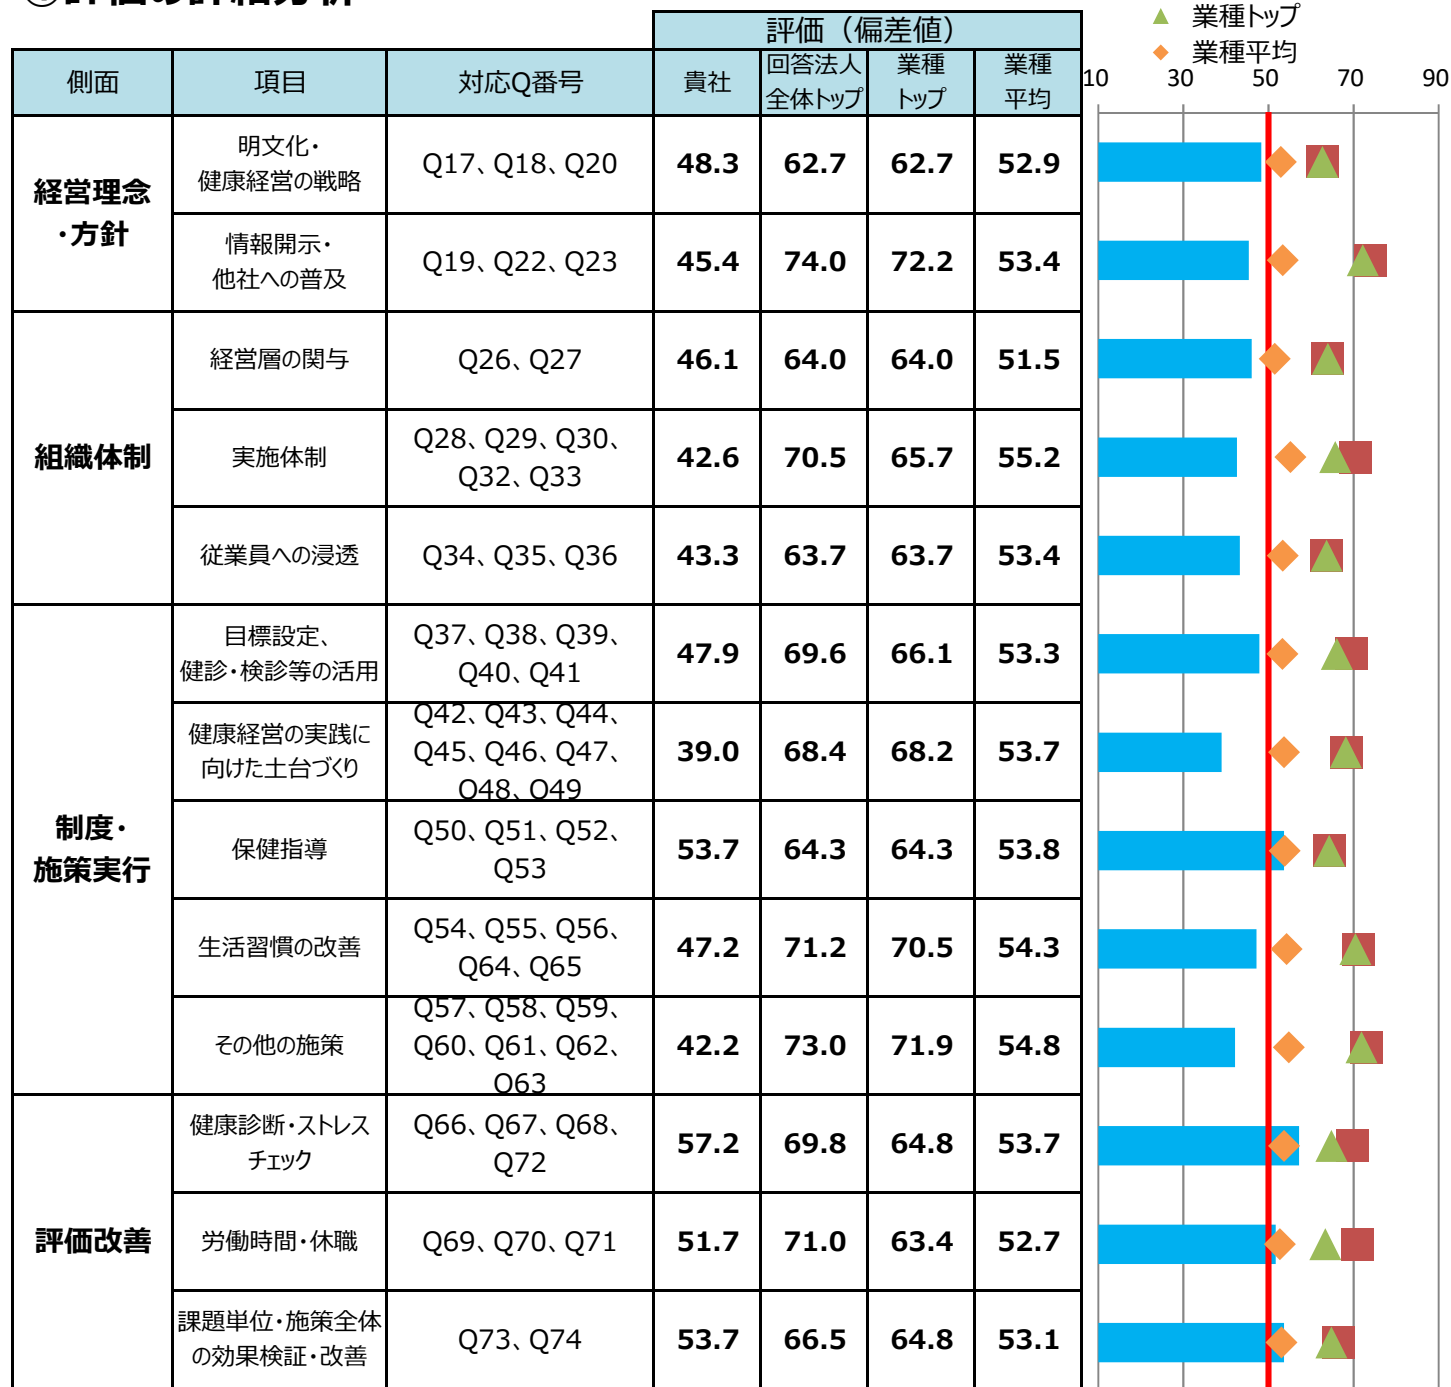 ②評価の詳細分析
▲ 業種トップ
◆ 業種平均
10 30 50 70 90
評価（偏差値）
側面 項目 対応Q番号 貴社 回答法人 業種 業種
全体トップ トップ 平均
経営理念
・方針
明文化・
健康経営の戦略
Q17、Q18、Q20 48.3 62.7 62.7 52.9
情報開示・
他社への普及
Q19、Q22、Q23 45.4 74.0 72.2 53.4
組織体制
経営層の関与 Q26、Q27 46.1 64.0 64.0 51.5
実施体制
Q28、Q29、Q30、
Q32、Q33
42.6 70.5 65.7 55.2
従業員への浸透 Q34、Q35、Q36 43.3 63.7 63.7 53.4
制度・
施策実行
目標設定、
健診・検診等の活用
Q37、Q38、Q39、
Q40、Q41
47.9 69.6 66.1 53.3
健康経営の実践に
向けた土台づくり
Q42、Q43、Q44、
Q45、Q46、Q47、
Q48、Q49
39.0 68.4 68.2 53.7
保健指導
Q50、Q51、Q52、
Q53
53.7 64.3 64.3 53.8
生活習慣の改善
Q54、Q55、Q56、
Q64、Q65
47.2 71.2 70.5 54.3
その他の施策
Q57、Q58、Q59、
Q60、Q61、Q62、
Q63
42.2 73.0 71.9 54.8
評価改善
健康診断・ストレス
チェック
Q66、Q67、Q68、
Q72
57.2 69.8 64.8 53.7
労働時間・休職 Q69、Q70、Q71 51.7 71.0 63.4 52.7
課題単位・施策全体
の効果検証・改善
Q73、Q74 53.7 66.5 64.8 53.1